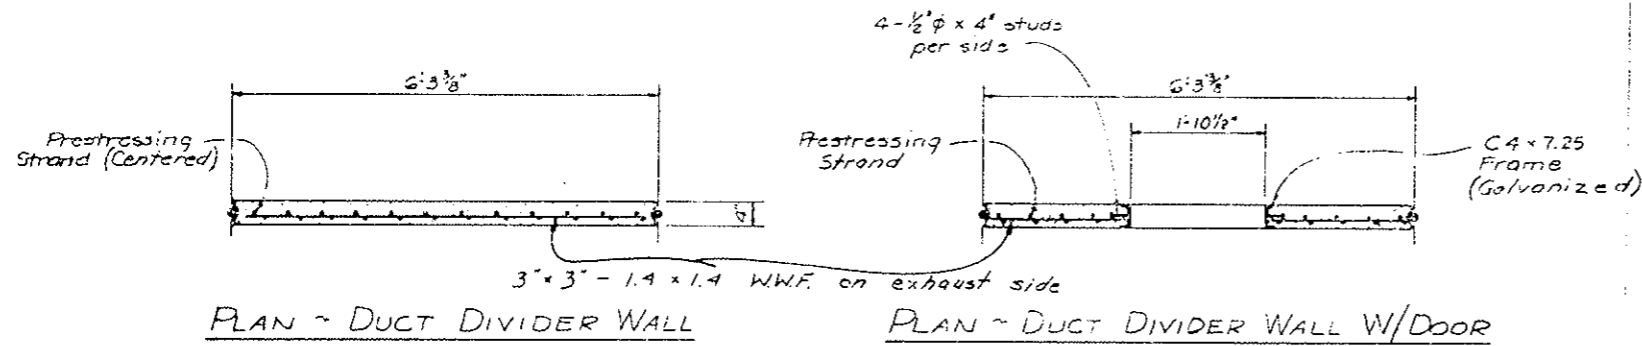 4-½"φ x 4" studs
per side
6'-3⅜"
6'-3⅜"
1'-10½"
Prestressing
Strand (Centered)
Prestressing
Strand
C 4 x 7.25
Frame
(Galvanized)
3" x 3" - 1.4 x 1.4 W.W.F. on exhaust side
PLAN ~ DUCT DIVIDER WALL
PLAN ~ DUCT DIVIDER WALL W/DOOR